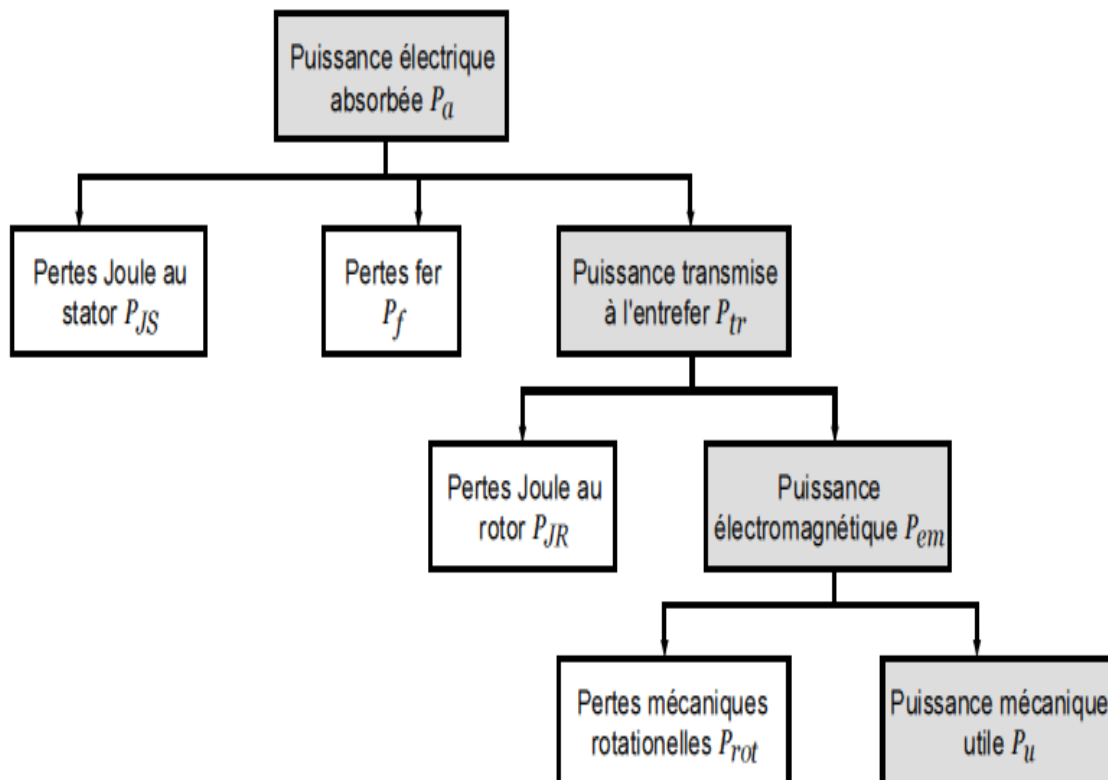 Puissance électrique
absorbée Pa
Pertes Joule au
stator PJS
Pertes fer
Pf
Puissance transmise
à l'entrefer Ptr
Pertes Joule au
rotor PJR
Puissance
électromagnétique Pem
Pertes mécaniques
rotationelles Prot
Puissance mécanique
utile Pu